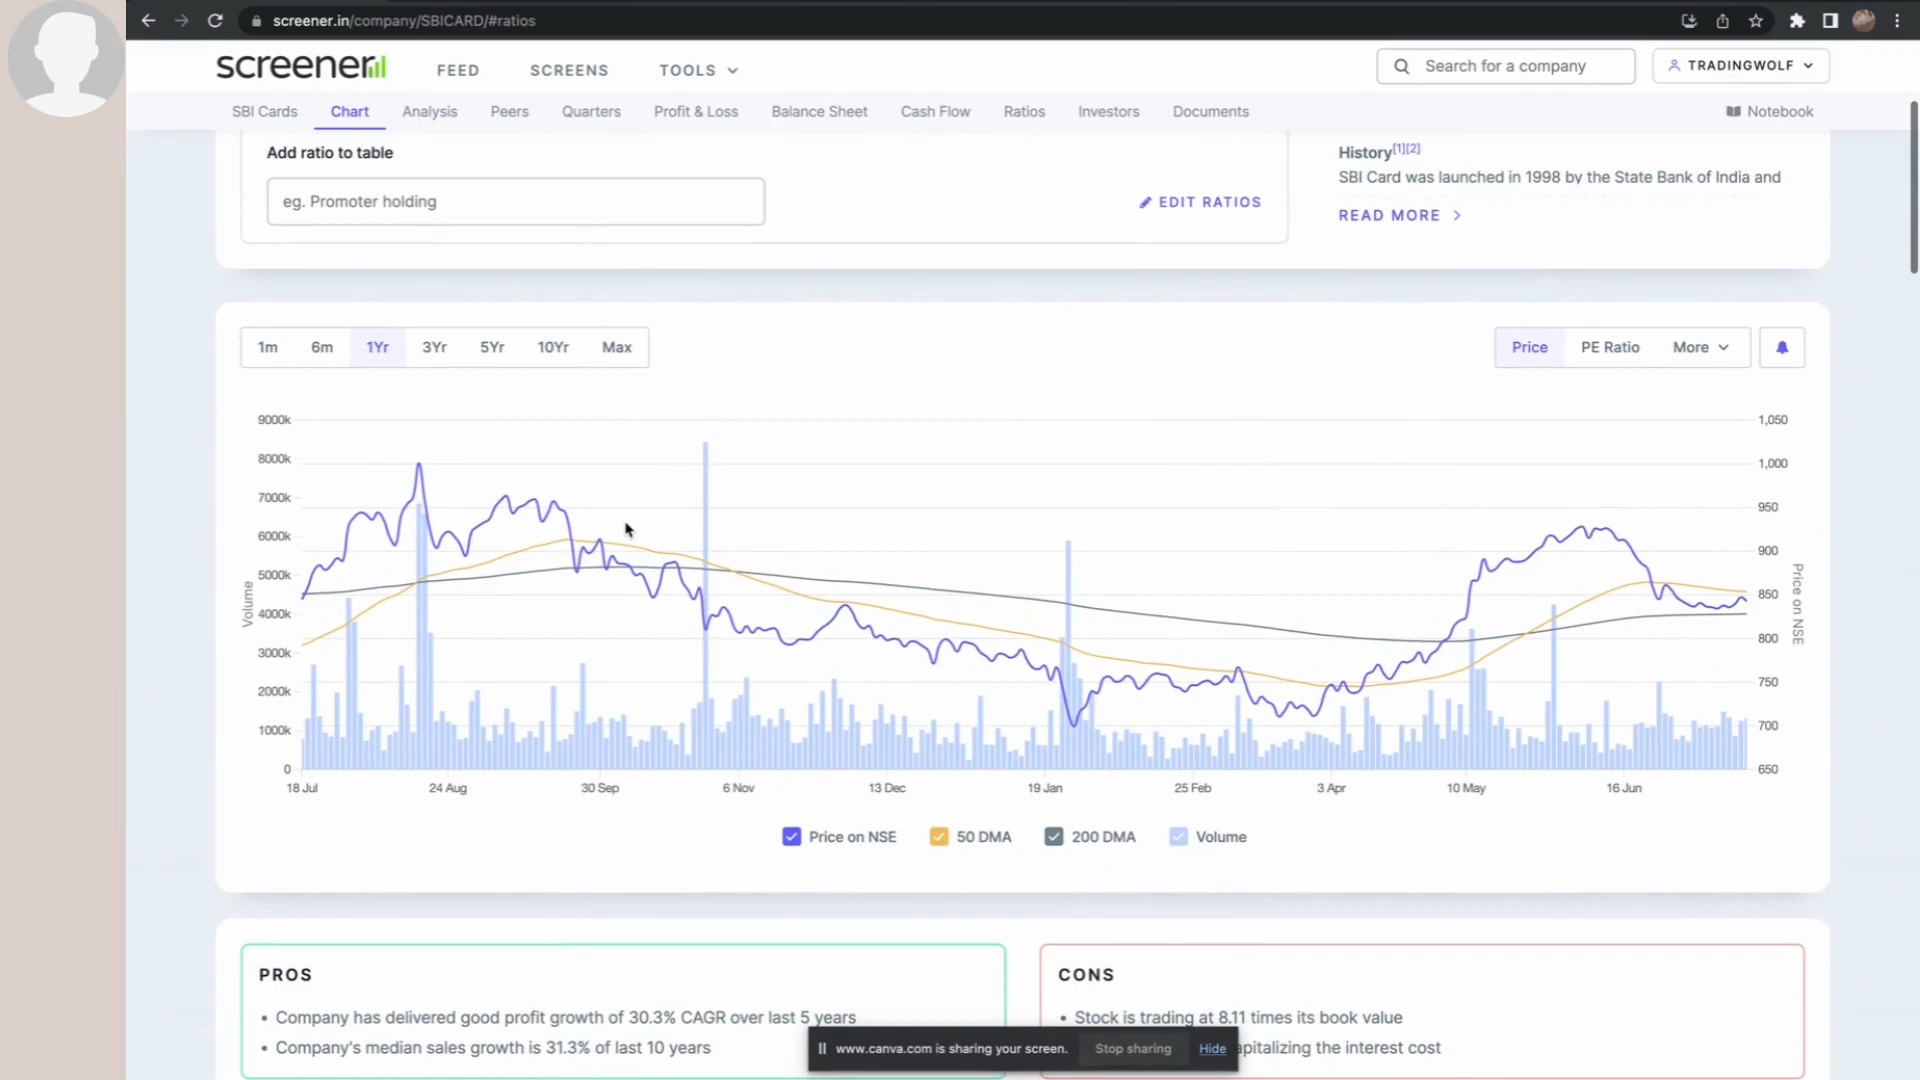 screener.in/company/SBICARD/#ratios
screener
FEED
SCREENS
TOOLS
Search for a company
TRADINGWOLF
SBI Cards
Chart
Analysis
Peers
Quarters
Profit & Loss
Balance Sheet
Cash Flow
Ratios
Investors
Documents
Notebook
Add ratio to table
eg. Promoter holding
EDIT RATIOS
History[1][2]
SBI Card was launched in 1998 by the State Bank of India and
READ MORE
1m 6m 1Yr 3Yr 5Yr 10Yr Max
Price PE Ratio More
9000k
8000k
7000k
6000k
5000k
4000k
3000k
2000k
1000k
0
Volume
1,050
1,000
950
900
850
800
750
700
650
Price on NSE
18 Jul 24 Aug 30 Sep 6 Nov 13 Dec 19 Jan 25 Feb 3 Apr 10 May 16 Jun
Price on NSE 50 DMA 200 DMA Volume
PROS
• Company has delivered good profit growth of 30.3% CAGR over last 5 years
• Company's median sales growth is 31.3% of last 10 years
CONS
• Stock is trading at 8.11 times its book value
apitalizing the interest cost
www.canva.com is sharing your screen. Stop sharing Hide